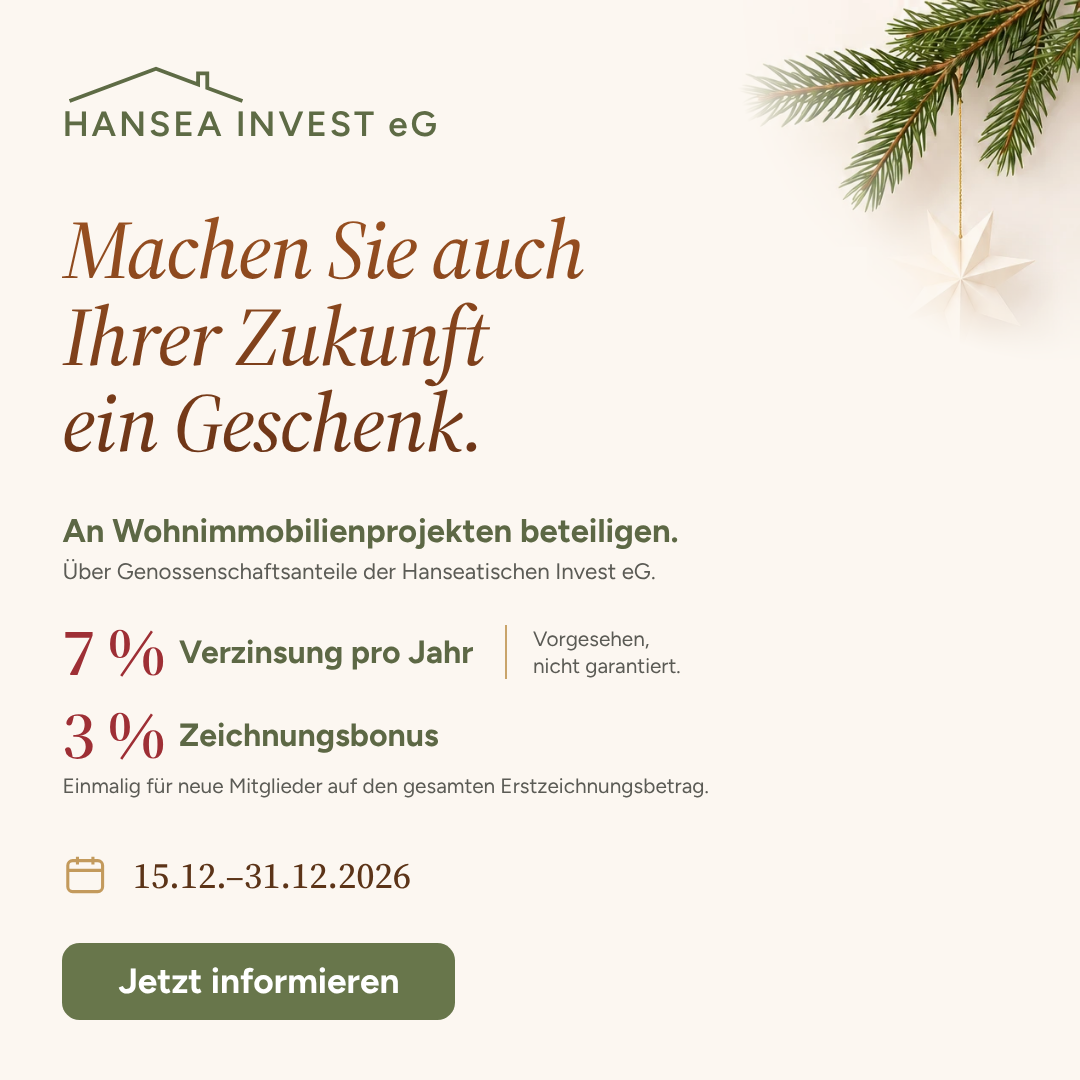 HANSEA INVEST eG
Machen Sie auch
Ihrer Zukunft
ein Geschenk.
An Wohnimmobilienprojekten beteiligen.
Über Genossenschaftsanteile der Hanseatischen Invest eG.
7 % Verzinsung pro Jahr
Vorgesehen,
nicht garantiert.
3 % Zeichnungsbonus
Einmalig für neue Mitglieder auf den gesamten Erstzeichnungsbetrag.
15.12.–31.12.2026
Jetzt informieren